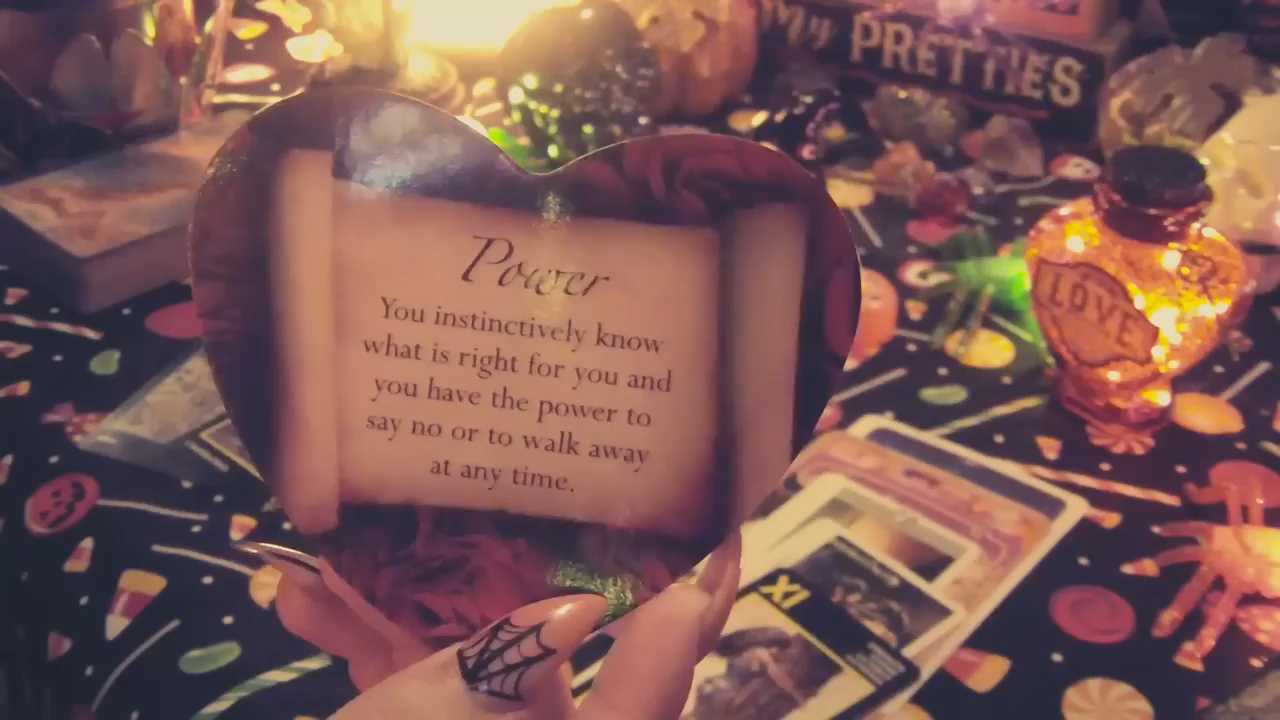 My PRETTIES
Power
You instinctively know
what is right for you and
you have the power to
say no or to walk away
at any time.
LOVE
XI